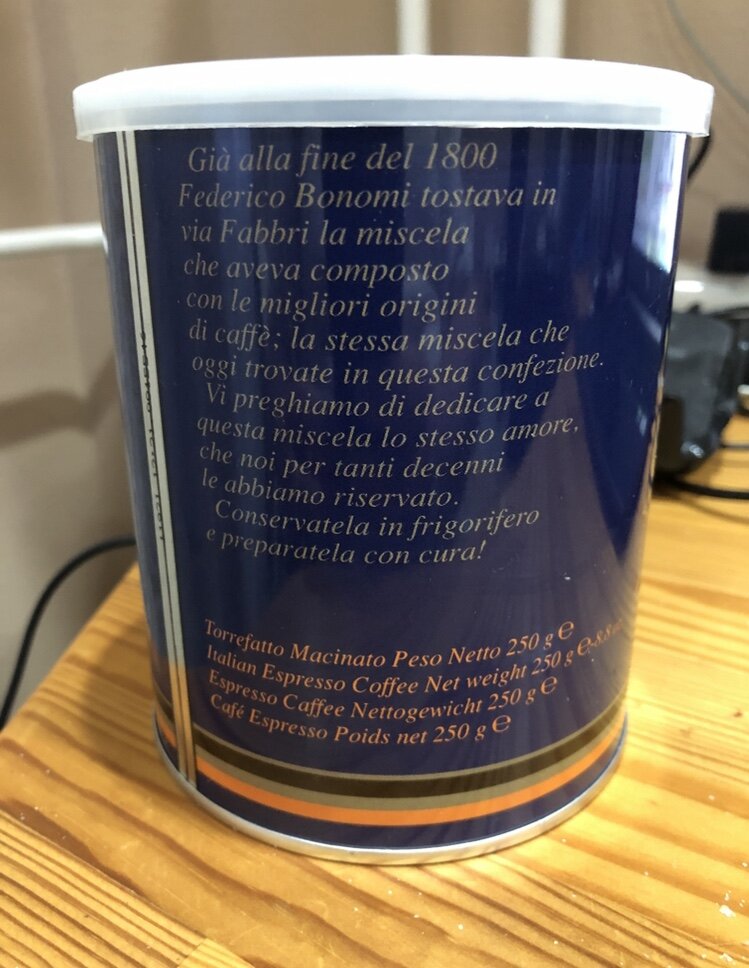 Già alla fine del 1800
Federico Bonomi tostava in
via Fabbri la miscela
che aveva composto
con le migliori origini
di caffè; la stessa miscela che
oggi trovate in questa confezione.
Vi preghiamo di dedicare a
questa miscela lo stesso amore,
che noi per tanti decenni
le abbiamo riservato.
Conservatela in frigorifero
e preparatela con cura!
Torrefatto Macinato Peso Netto 250 g ℮
Italian Espresso Coffee Net weight 250 g ℮-8.8
Espresso Caffee Nettogewicht 250 g ℮
Café Espresso Poids net 250 g ℮